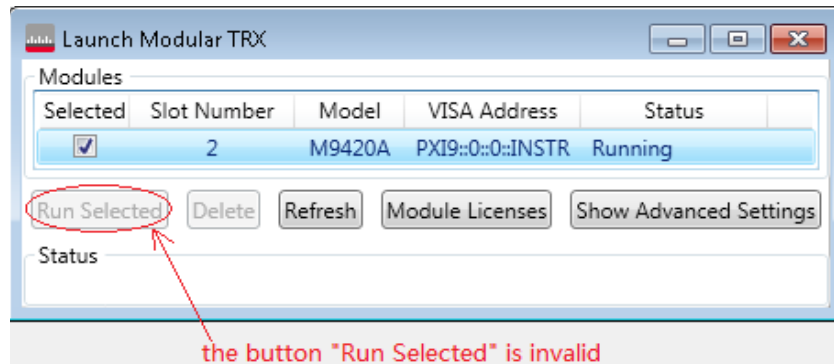 Launch Modular TRX
Modules
Selected Slot Number Model VISA Address Status
2 M9420A PXI9::0::0::INSTR Running
Run Selected Delete Refresh Module Licenses Show Advanced Settings
Status
the button "Run Selected" is invalid